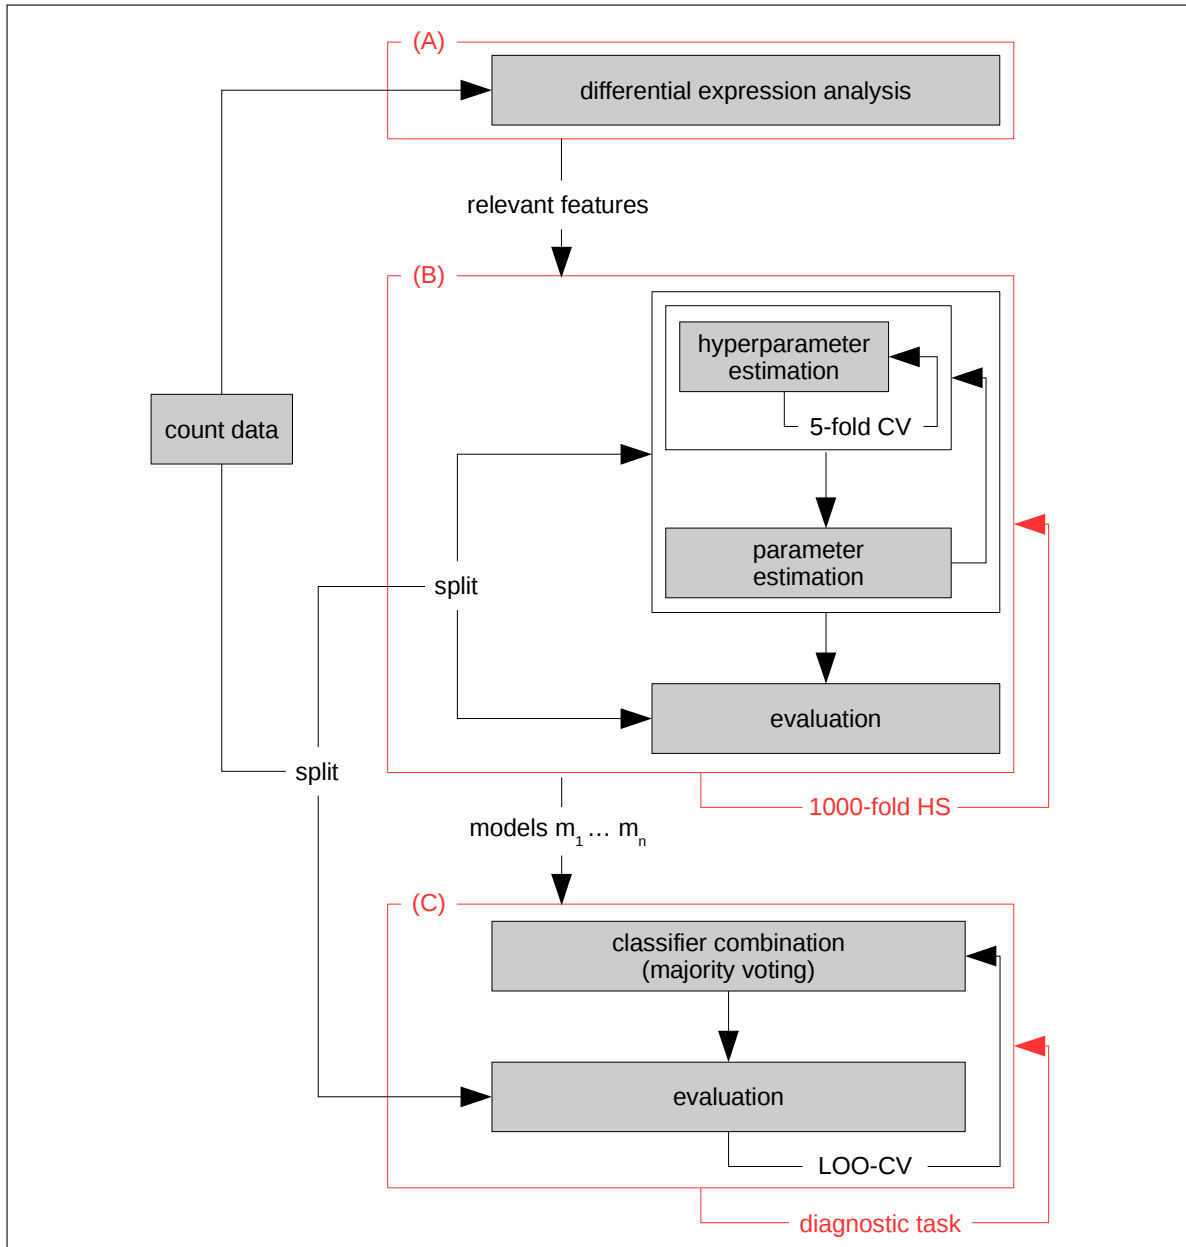 (A)
differential expression analysis
relevant features
(B)
hyperparameter
estimation
5-fold CV
count data
parameter
estimation
split
evaluation
split
1000-fold HS
models m1 ... mn
(C)
classifier combination
(majority voting)
evaluation
LOO-CV
diagnostic task